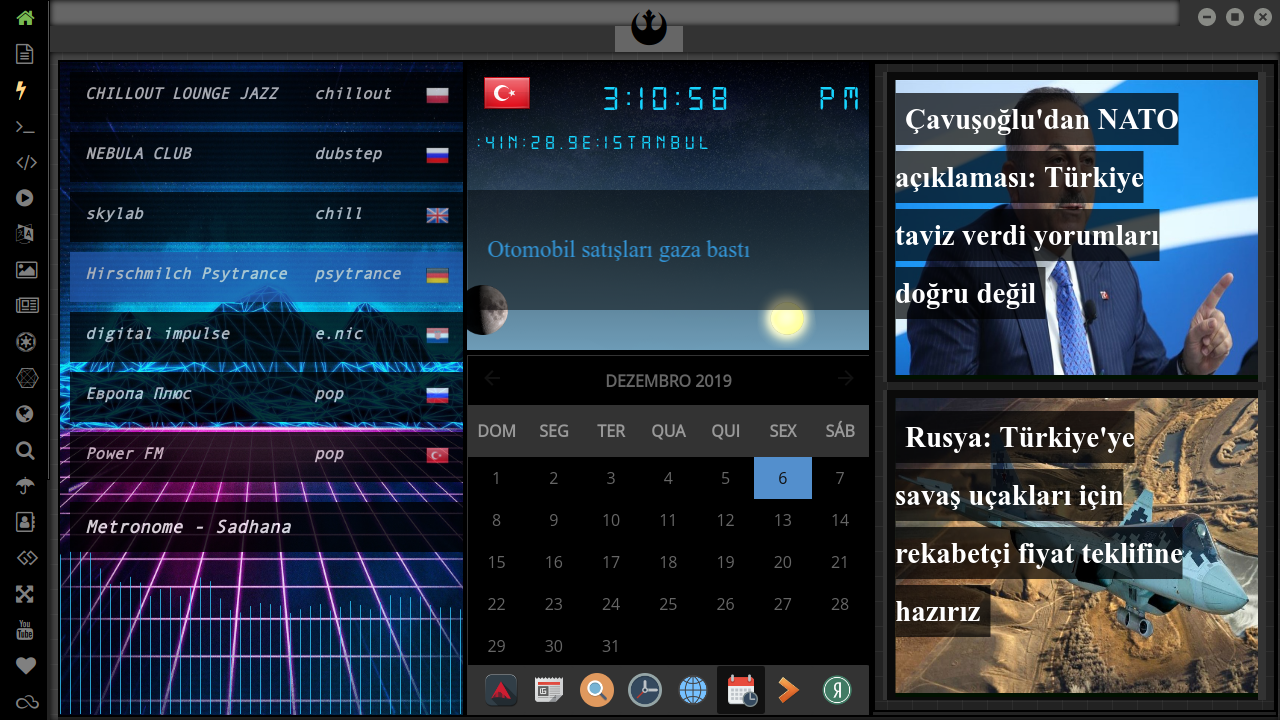 CHILLOUT LOUNGE JAZZ chillout
NEBULA CLUB dubstep
skylab chill
Hirschmilch Psytrance psytrance
digital impulse e.nic
Европа Плюс pop
Power FM pop
Metronome - Sadhana
3:10:58 PM
:41N:28.9E:ISTANBUL
Otomobil satışları gaza bastı
DEZEMBRO 2019
DOM SEG TER QUA QUI SEX SÁB
1 2 3 4 5 6 7
8 9 10 11 12 13 14
15 16 17 18 19 20 21
22 23 24 25 26 27 28
29 30 31
Çavuşoğlu'dan NATO
açıklaması: Türkiye
taviz verdi yorumları
doğru değil
Rusya: Türkiye'ye
savaş uçakları için
rekabetçi fiyat teklifine
hazırız
You
Tube
Я